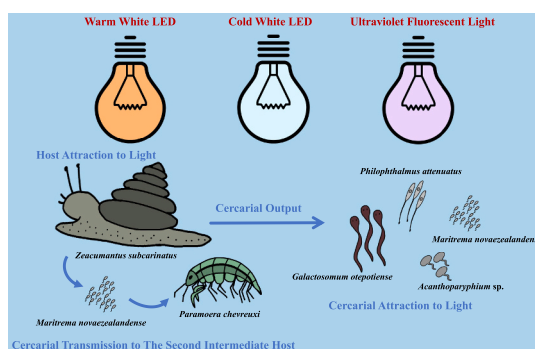 Warm White LED
Cold White LED
Ultraviolet Fluorescent Light
Host Attraction to Light
Philophthalmus attenuatus
Cercarial Output
Maritrema novaezealandens
Zeacumantus subcarinatus
Galactosomum otepotiense
Acanthoparyphium sp.
Cercarial Attraction to Light
Maritrema novaezealandense
Paramoera chevreuxi
Cercarial Transmission to The Second Intermediate Host